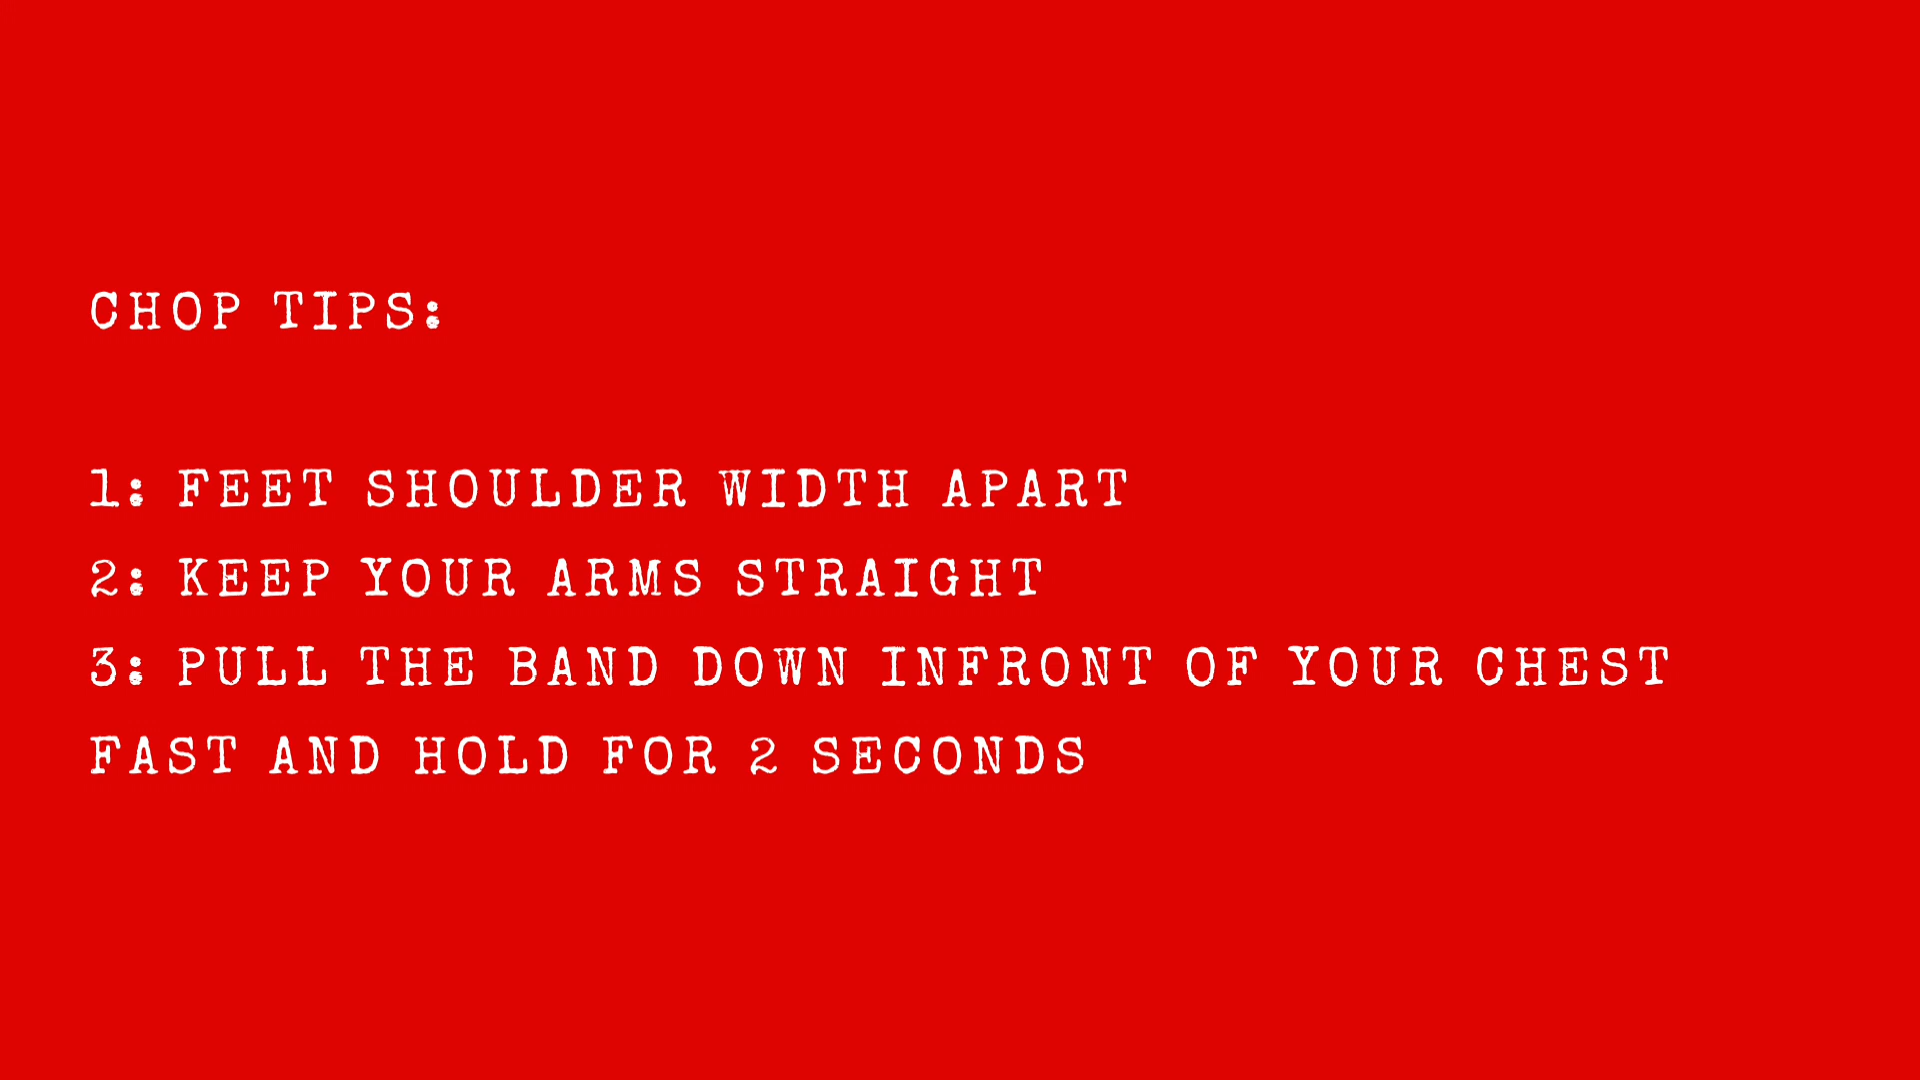 CHOP TIPS:
1: FEET SHOULDER WIDTH APART
2: KEEP YOUR ARMS STRAIGHT
3: PULL THE BAND DOWN INFRONT OF YOUR CHEST
FAST AND HOLD FOR 2 SECONDS